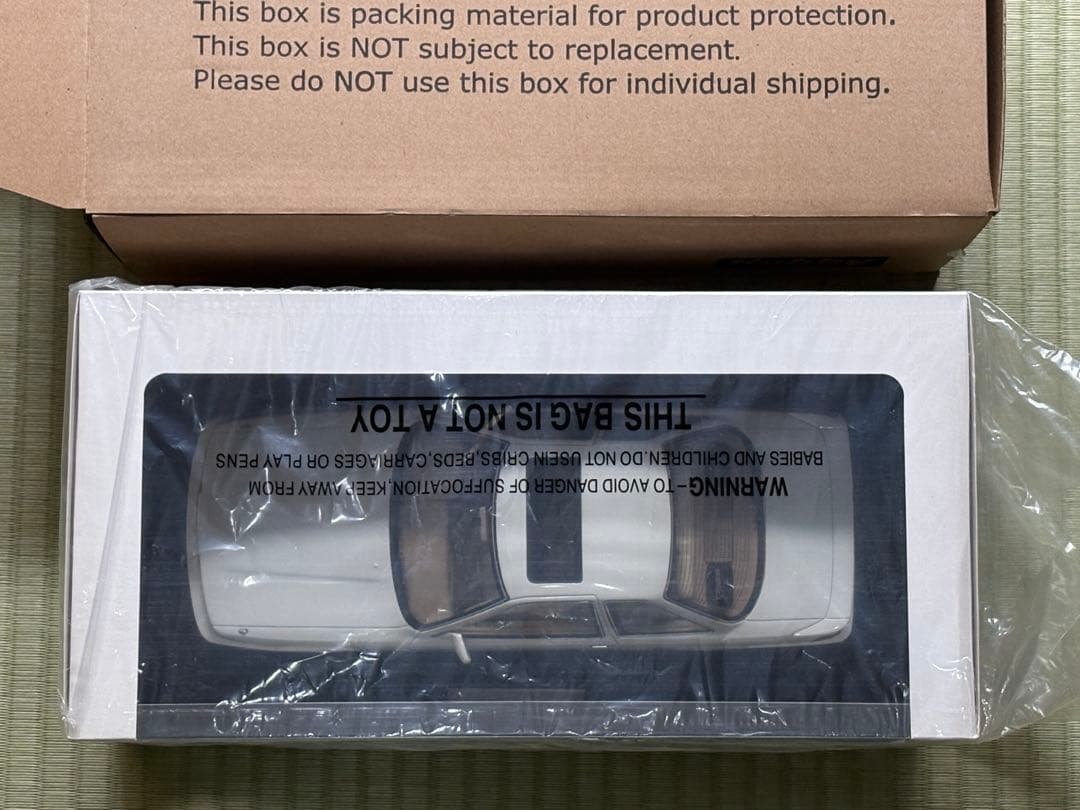 This box is packing material for product protection.
This box is NOT subject to replacement.
Please do NOT use this box for individual shipping.
WARNING-TO AVOID DANGER OF SUFFOCATION,KEEP AWAY FROM
BABIES AND CHILDREN.DO NOT USEIN CRIBS,BEDS,CARRIAGES OR PLAY PENS
THIS BAG IS NOT A TOY